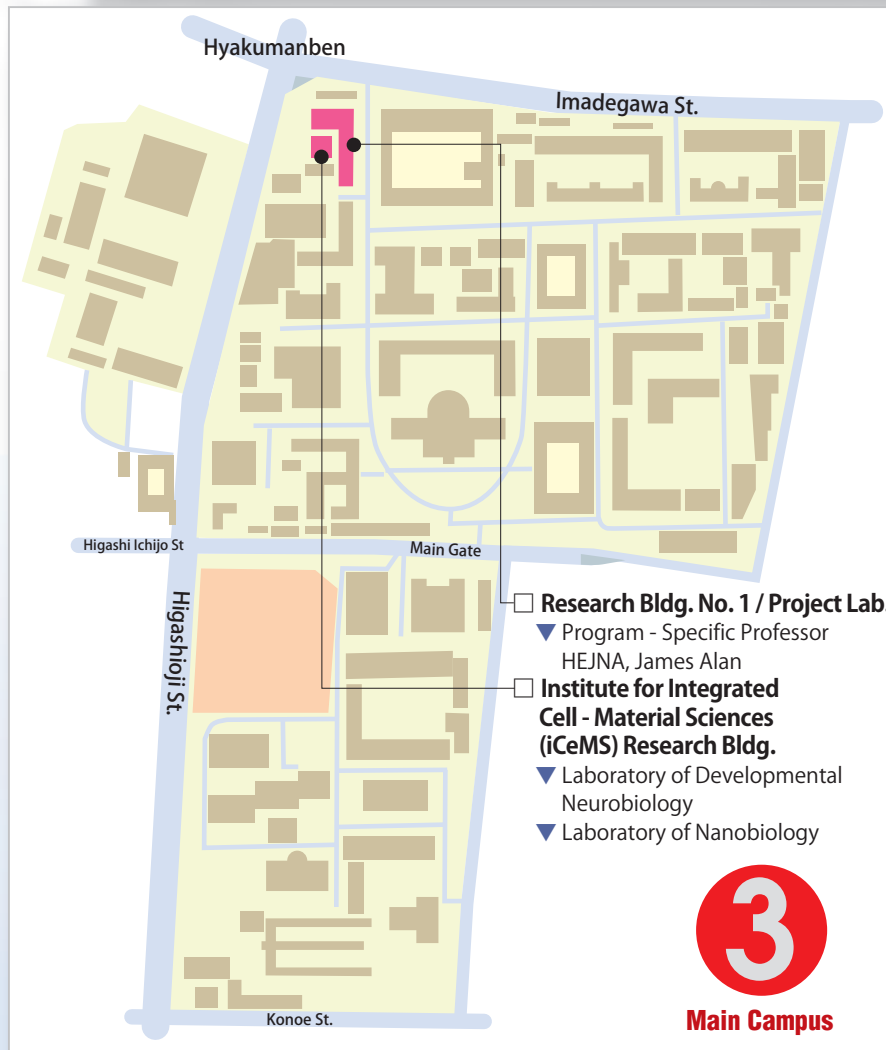 Hyakumanben
Imadegawa St.
Higashi Ichijo St
Main Gate
Higashioji St.
□ Research Bldg. No. 1 / Project Lab.
▼ Program - Specific Professor
HEJNA, James Alan
□ Institute for Integrated
Cell - Material Sciences
(iCeMS) Research Bldg.
▼ Laboratory of Developmental
Neurobiology
▼ Laboratory of Nanobiology
3
Main Campus
Konoe St.